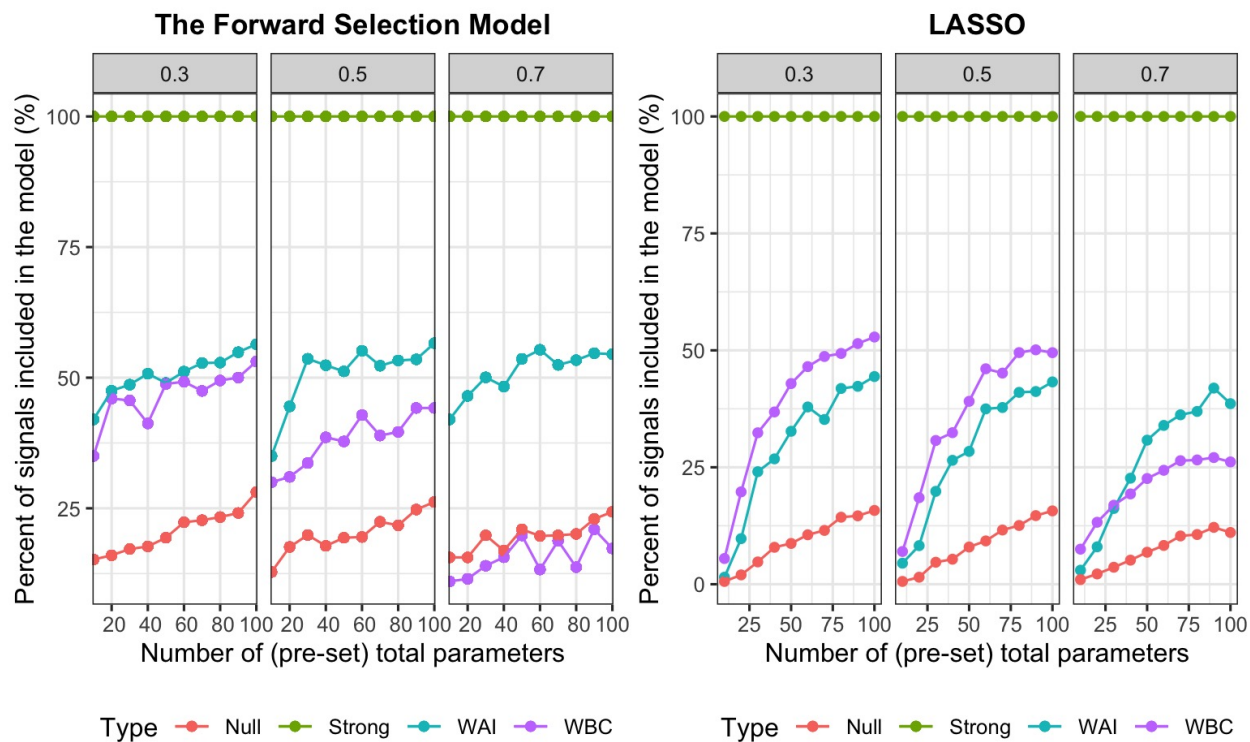 The Forward Selection Model
0.3 0.5 0.7
Percent of signals included in the model (%)
100
75
50
25
20 40 60 80 100 20 40 60 80 100 20 40 60 80 100
Number of (pre-set) total parameters
Type Null Strong WAI WBC
LASSO
0.3 0.5 0.7
Percent of signals included in the model (%)
100
75
50
25
0
25 50 75 100 25 50 75 100 25 50 75 100
Number of (pre-set) total parameters
Type Null Strong WAI WBC